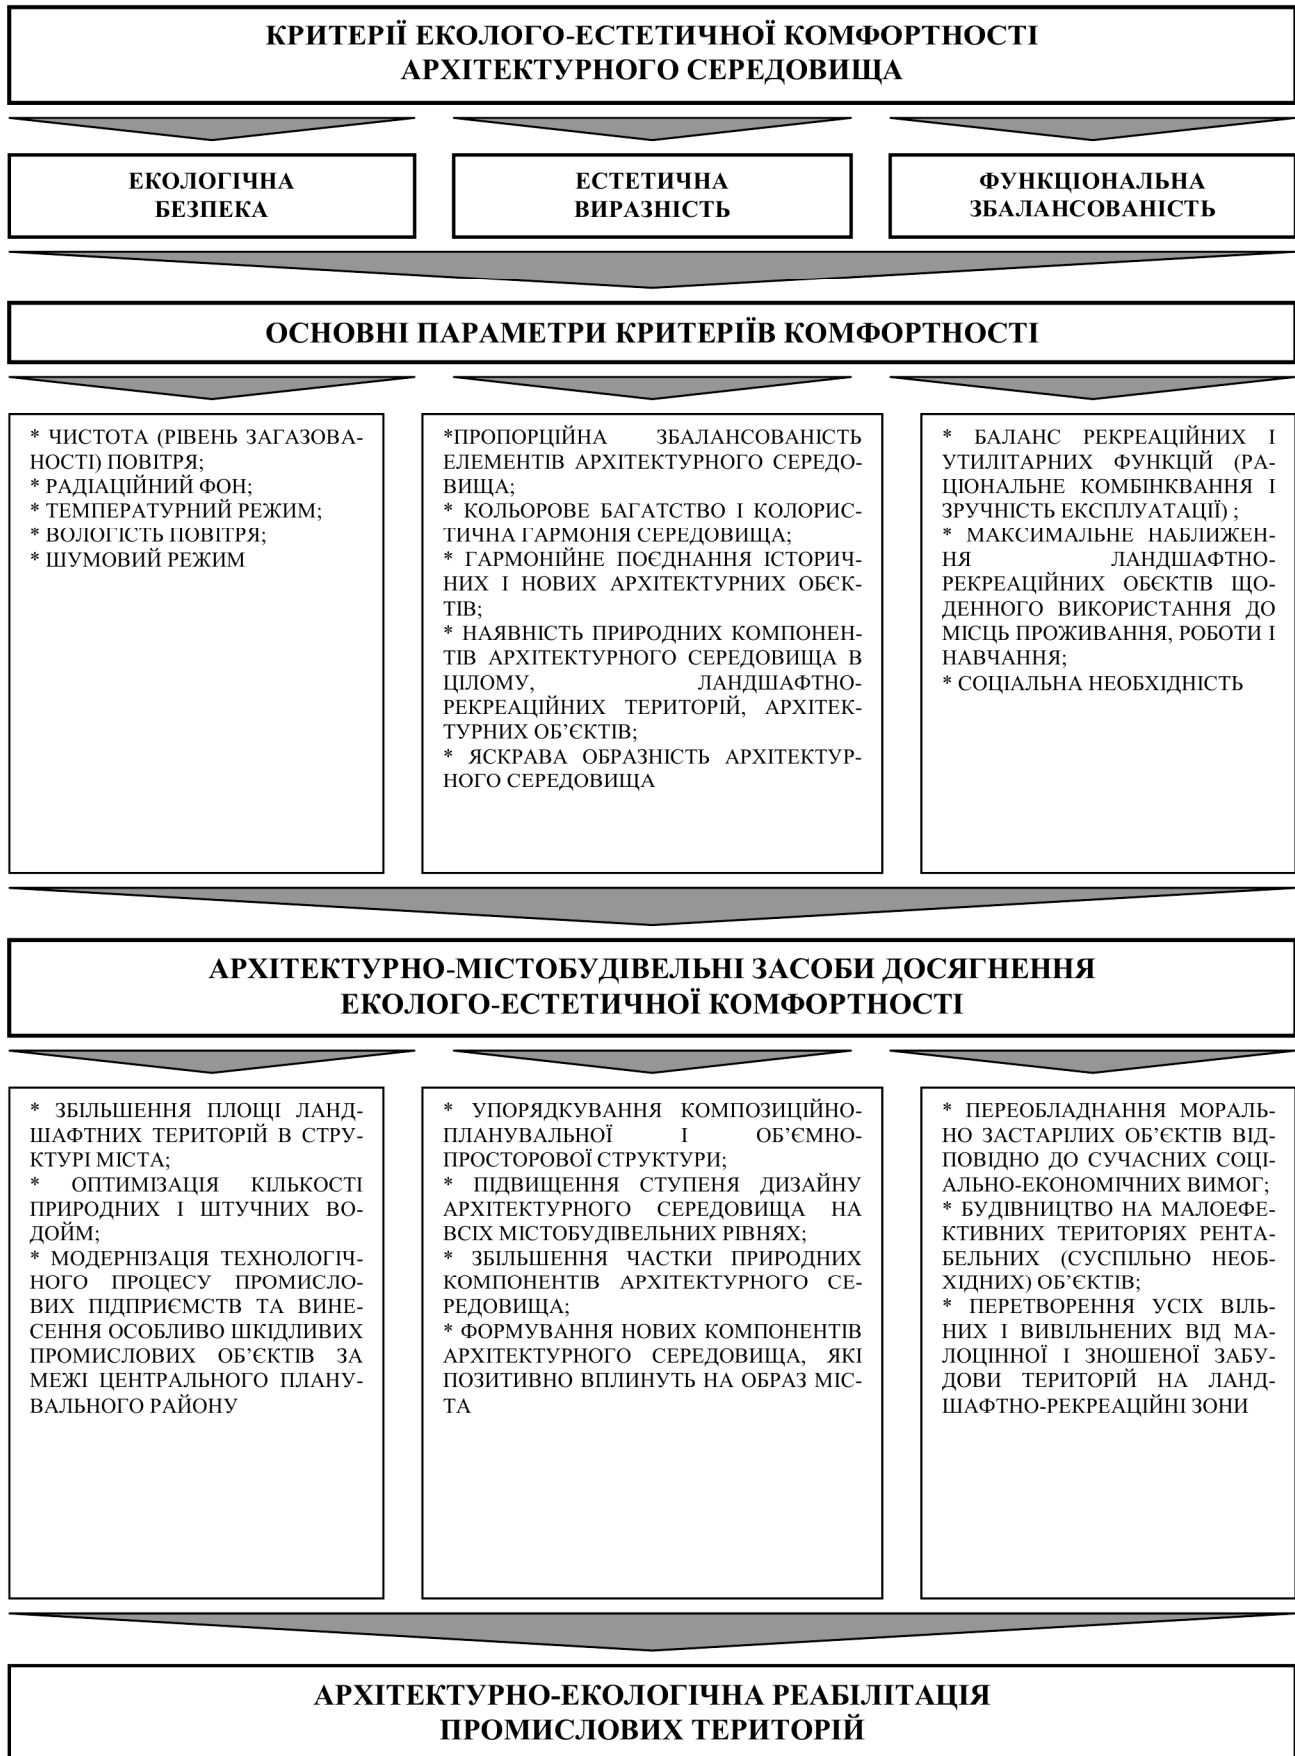 КРИТЕРІЇ ЕКОЛОГО-ЕСТЕТИЧНОЇ КОМФОРТНОСТІ
АРХІТЕКТУРНОГО СЕРЕДОВИЩА
ЕКОЛОГІЧНА
БЕЗПЕКА
ЕСТЕТИЧНА
ВИРАЗНІСТЬ
ФУНКЦІОНАЛЬНА
ЗБАЛАНСОВАНІСТЬ
ОСНОВНІ ПАРАМЕТРИ КРИТЕРІЇВ КОМФОРТНОСТІ
* ЧИСТОТА (РІВЕНЬ ЗАГАЗОВА-
НОСТІ) ПОВІТРЯ;
* РАДІАЦІЙНИЙ ФОН;
* ТЕМПЕРАТУРНИЙ РЕЖИМ;
* ВОЛОГІСТЬ ПОВІТРЯ;
* ШУМОВИЙ РЕЖИМ
*ПРОПОРЦІЙНА ЗБАЛАНСОВАНІСТЬ
ЕЛЕМЕНТІВ АРХІТЕКТУРНОГО СЕРЕДО-
ВИЩА;
* КОЛЬОРОВЕ БАГАТСТВО І КОЛОРИС-
ТИЧНА ГАРМОНІЯ СЕРЕДОВИЩА;
* ГАРМОНІЙНЕ ПОЄДНАННЯ ІСТОРИЧ-
НИХ І НОВИХ АРХІТЕКТУРНИХ ОБЄК-
ТІВ;
* НАЯВНІСТЬ ПРИРОДНИХ КОМПОНЕН-
ТІВ АРХІТЕКТУРНОГО СЕРЕДОВИЩА В
ЦІЛОМУ, ЛАНДШАФТНО-
РЕКРЕАЦІЙНИХ ТЕРИТОРІЙ, АРХІТЕК-
ТУРНИХ ОБ’ЄКТІВ;
* ЯСКРАВА ОБРАЗНІСТЬ АРХІТЕКТУР-
НОГО СЕРЕДОВИЩА
* БАЛАНС РЕКРЕАЦІЙНИХ І
УТИЛІТАРНИХ ФУНКЦІЙ (РА-
ЦІОНАЛЬНЕ КОМБІНКВАННЯ І
ЗРУЧНІСТЬ ЕКСПЛУАТАЦІЇ) ;
* МАКСИМАЛЬНЕ НАБЛИЖЕН-
НЯ ЛАНДШАФТНО-
РЕКРЕАЦІЙНИХ ОБЄКТІВ ЩО-
ДЕННОГО ВИКОРИСТАННЯ ДО
МІСЦЬ ПРОЖИВАННЯ, РОБОТИ І
НАВЧАННЯ;
* СОЦІАЛЬНА НЕОБХІДНІСТЬ
АРХІТЕКТУРНО-МІСТОБУДІВЕЛЬНІ ЗАСОБИ ДОСЯГНЕННЯ
ЕКОЛОГО-ЕСТЕТИЧНОЇ КОМФОРТНОСТІ
* ЗБІЛЬШЕННЯ ПЛОЩІ ЛАНД-
ШАФТНИХ ТЕРИТОРІЙ В СТРУ-
КТУРІ МІСТА;
* ОПТИМІЗАЦІЯ КІЛЬКОСТІ
ПРИРОДНИХ І ШТУЧНИХ ВО-
ДОЙМ;
* МОДЕРНІЗАЦІЯ ТЕХНОЛОГІЧ-
НОГО ПРОЦЕСУ ПРОМИСЛО-
ВИХ ПІДПРИЄМСТВ ТА ВИНЕ-
СЕННЯ ОСОБЛИВО ШКІДЛИВИХ
ПРОМИСЛОВИХ ОБ’ЄКТІВ ЗА
МЕЖІ ЦЕНТРАЛЬНОГО ПЛАНУ-
ВАЛЬНОГО РАЙОНУ
* УПОРЯДКУВАННЯ КОМПОЗИЦІЙНО-
ПЛАНУВАЛЬНОЇ І ОБ’ЄМНО-
ПРОСТОРОВОЇ СТРУКТУРИ;
* ПІДВИЩЕННЯ СТУПЕНЯ ДИЗАЙНУ
АРХІТЕКТУРНОГО СЕРЕДОВИЩА НА
ВСІХ МІСТОБУДІВЕЛЬНИХ РІВНЯХ;
* ЗБІЛЬШЕННЯ ЧАСТКИ ПРИРОДНИХ
КОМПОНЕНТІВ АРХІТЕКТУРНОГО СЕ-
РЕДОВИЩА;
* ФОРМУВАННЯ НОВИХ КОМПОНЕНТІВ
АРХІТЕКТУРНОГО СЕРЕДОВИЩА, ЯКІ
ПОЗИТИВНО ВПЛИНУТЬ НА ОБРАЗ МІС-
ТА
* ПЕРЕОБЛАДНАННЯ МОРАЛЬ-
НО ЗАСТАРІЛИХ ОБ’ЄКТІВ ВІД-
ПОВІДНО ДО СУЧАСНИХ СОЦІ-
АЛЬНО-ЕКОНОМІЧНИХ ВИМОГ;
* БУДІВНИЦТВО НА МАЛОЕФЕ-
КТИВНИХ ТЕРИТОРІЯХ РЕНТА-
БЕЛЬНИХ (СУСПІЛЬНО НЕОБ-
ХІДНИХ) ОБ’ЄКТІВ;
* ПЕРЕТВОРЕННЯ УСІХ ВІЛЬ-
НИХ І ВИВІЛЬНЕНИХ ВІД МА-
ЛОЦІННОЇ І ЗНОШЕНОЇ ЗАБУ-
ДОВИ ТЕРИТОРІЙ НА ЛАНД-
ШАФТНО-РЕКРЕАЦІЙНІ ЗОНИ
АРХІТЕКТУРНО-ЕКОЛОГІЧНА РЕАБІЛІТАЦІЯ
ПРОМИСЛОВИХ ТЕРИТОРІЙ